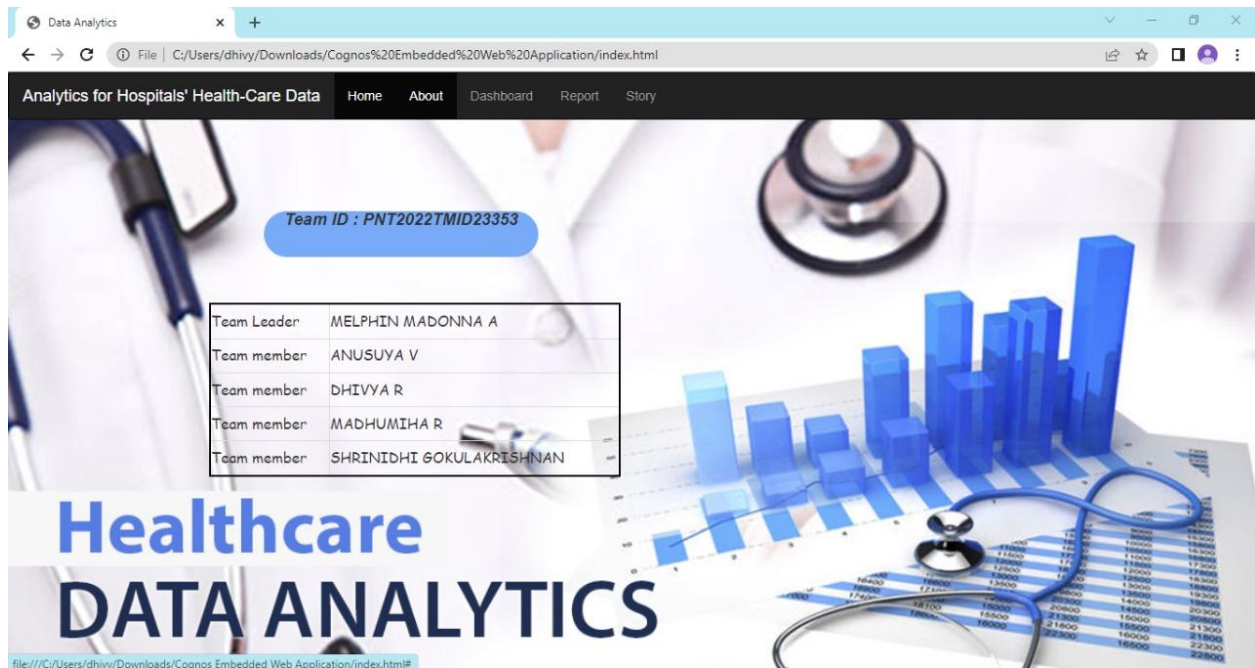 Data Analytics
File | C:/Users/dhivy/Downloads/Cognos%20Embedded%20Web%20Application/index.html
Analytics for Hospitals' Health-Care Data Home About Dashboard Report Story
Team ID : PNT2022TMID23353
Team Leader MELPHIN MADONNA A
Team member ANUSUYA V
Team member DHIVYA R
Team member MADHUMIHA R
Team member SHRINIDHI GOKULAKRISHNAN
Healthcare
DATA ANALYTICS
file:///C:/Users/dhivy/Downloads/Cognos Embedded Web Application/index.html#